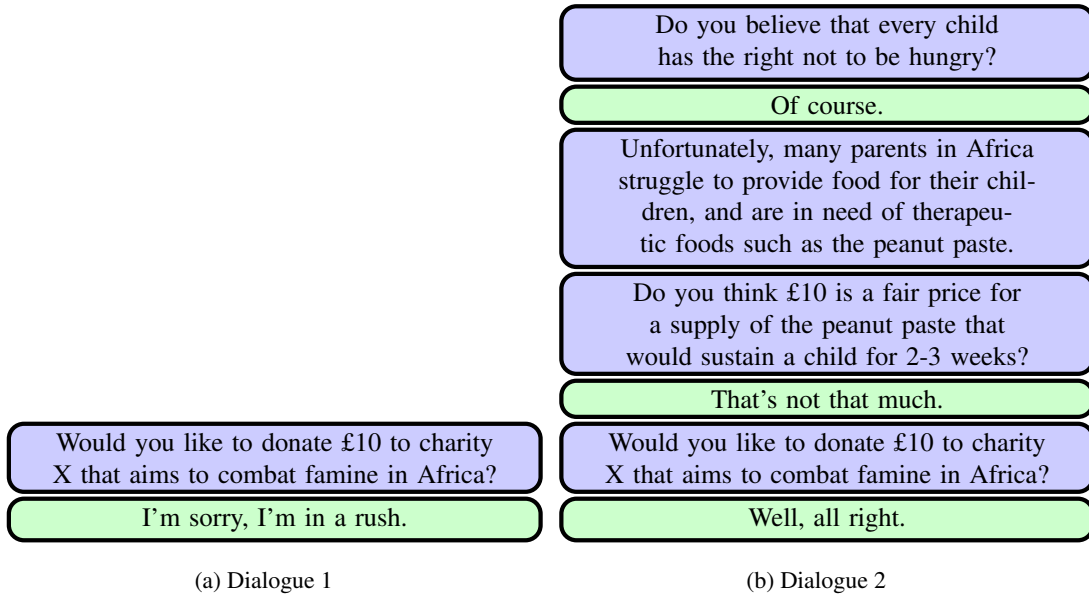 Would you like to donate £10 to charity
X that aims to combat famine in Africa?
I'm sorry, I'm in a rush.
(a) Dialogue 1
Do you believe that every child
has the right not to be hungry?
Of course.
Unfortunately, many parents in Africa
struggle to provide food for their chil-
dren, and are in need of therapeu-
tic foods such as the peanut paste.
Do you think £10 is a fair price for
a supply of the peanut paste that
would sustain a child for 2-3 weeks?
That's not that much.
Would you like to donate £10 to charity
X that aims to combat famine in Africa?
Well, all right.
(b) Dialogue 2